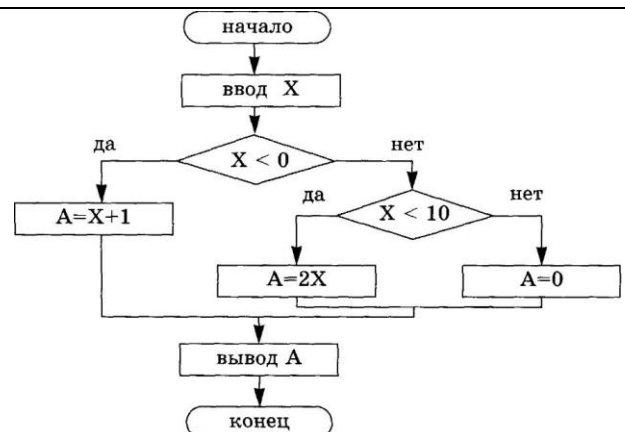 начало
ввод X
да
X < 0
нет
A=X+1
да
X < 10
нет
A=2X
A=0
вывод A
конец